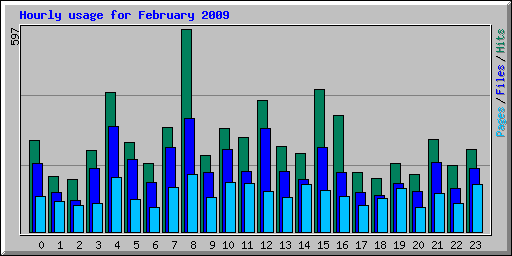 Hourly usage for February 2009
597
Pages / Files / Hits
0 1 2 3 4 5 6 7 8 9 10 11 12 13 14 15 16 17 18 19 20 21 22 23